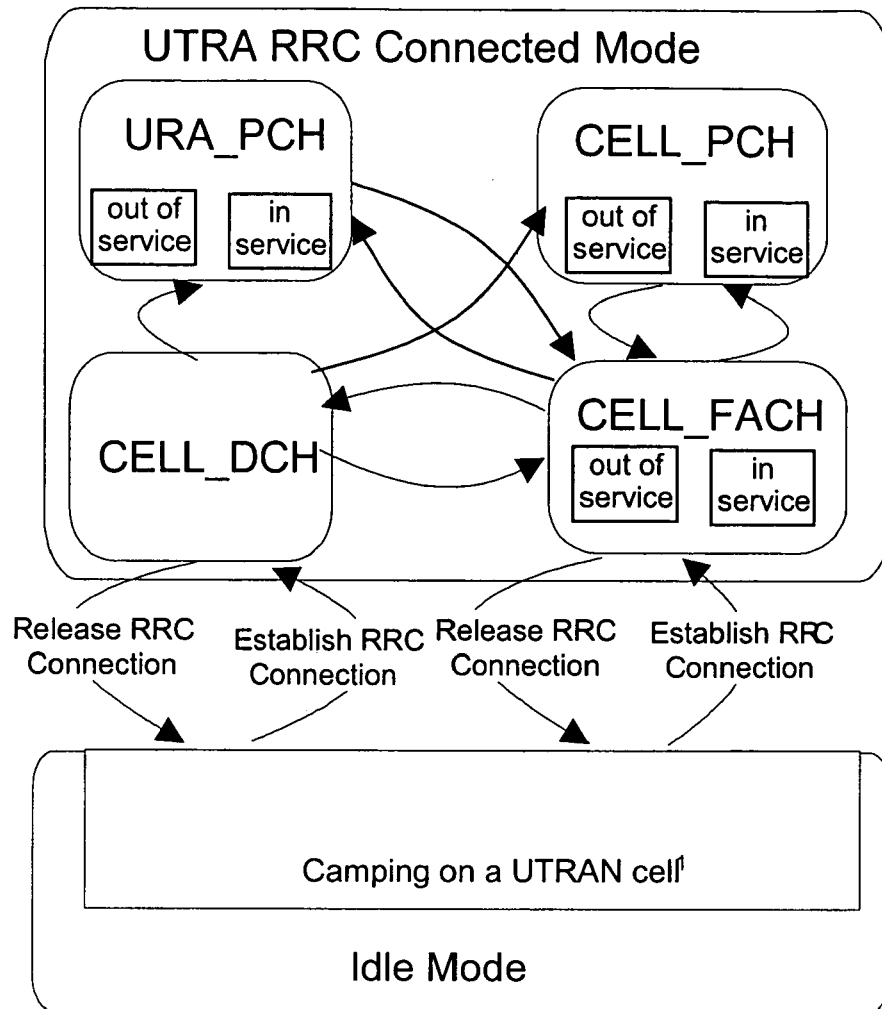 UTRA RRC Connected Mode
URA_PCH
out of
service
in
service
CELL_PCH
out of
service
in
service
CELL_DCH
CELL_FACH
out of
service
in
service
Release RRC
Connection
Establish RRC
Connection
Release RRC
Connection
Establish RRC
Connection
Camping on a UTRAN cell¹
Idle Mode